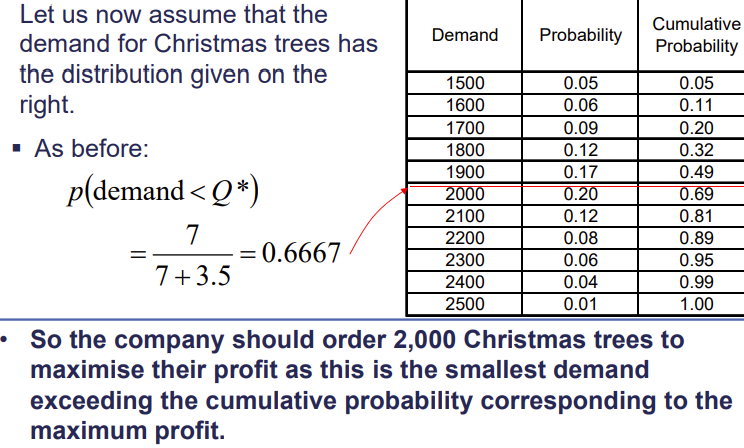 Let us now assume that the
demand for Christmas trees has
the distribution given on the
right.
▪ As before:
p(demand < Q*)
= 7 / (7 + 3.5) = 0.6667
Demand Probability Cumulative Probability
1500 0.05 0.05
1600 0.06 0.11
1700 0.09 0.20
1800 0.12 0.32
1900 0.17 0.49
2000 0.20 0.69
2100 0.12 0.81
2200 0.08 0.89
2300 0.06 0.95
2400 0.04 0.99
2500 0.01 1.00
• So the company should order 2,000 Christmas trees to
maximise their profit as this is the smallest demand
exceeding the cumulative probability corresponding to the
maximum profit.